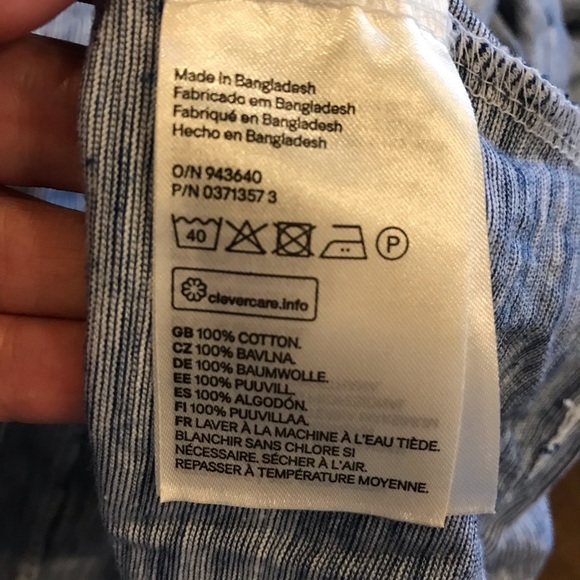 Made in Bangladesh
Fabricado em Bangladesh
Fabriqué en Bangladesh
Hecho en Bangladesh
O/N 943640
P/N 0371357 3
40
P
clevercare.info
GB 100% COTTON.
CZ 100% BAVLNA.
DE 100% BAUMWOLLE.
EE 100% PUUVILL.
ES 100% ALGODÓN.
FI 100% PUUVILLAA.
FR LAVER À LA MACHINE À L'EAU TIÈDE.
BLANCHIR SANS CHLORE SI
NÉCESSAIRE. SÉCHER À L'AIR.
REPASSER À TEMPÉRATURE MOYENNE.